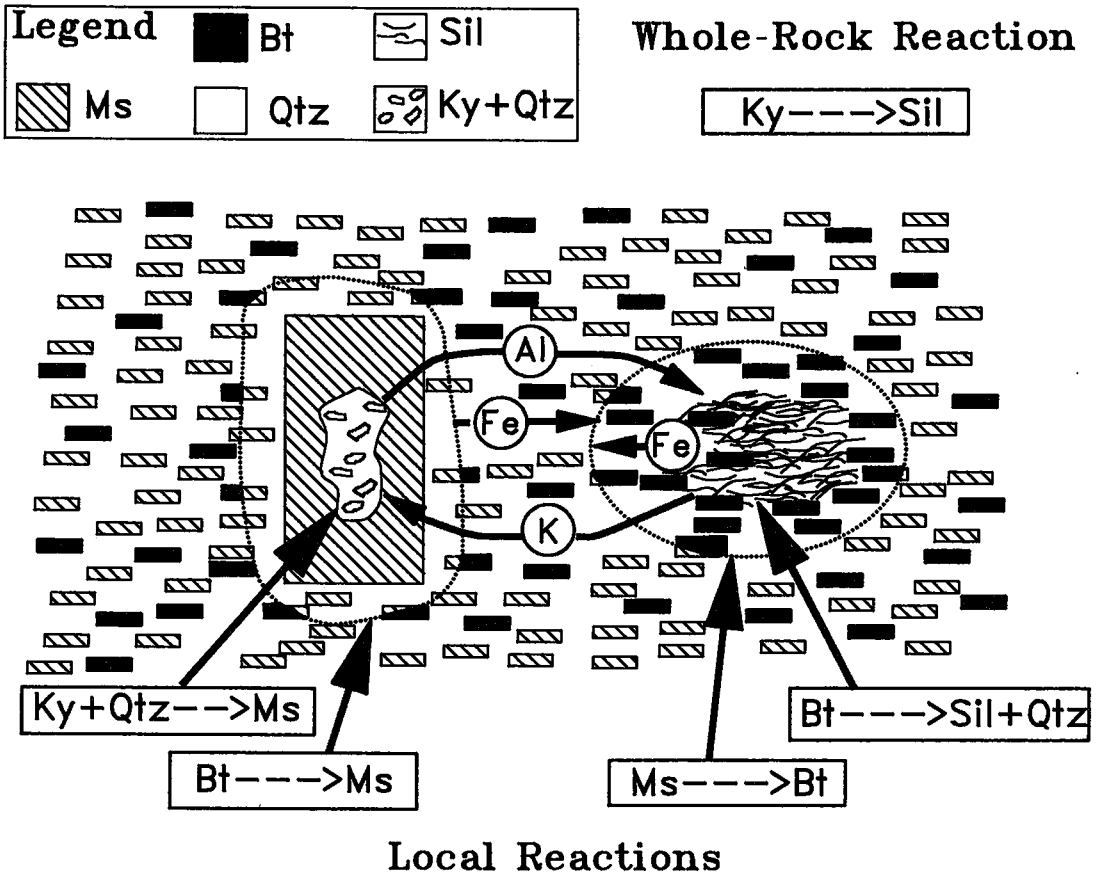 Legend
Bt
Sil
Ms
Qtz
Ky+Qtz
Whole-Rock Reaction
Ky--->Sil
Al
Fe
Fe
K
Ky+Qtz-->Ms
Bt--->Ms
Ms--->Bt
Bt--->Sil+Qtz
Local Reactions